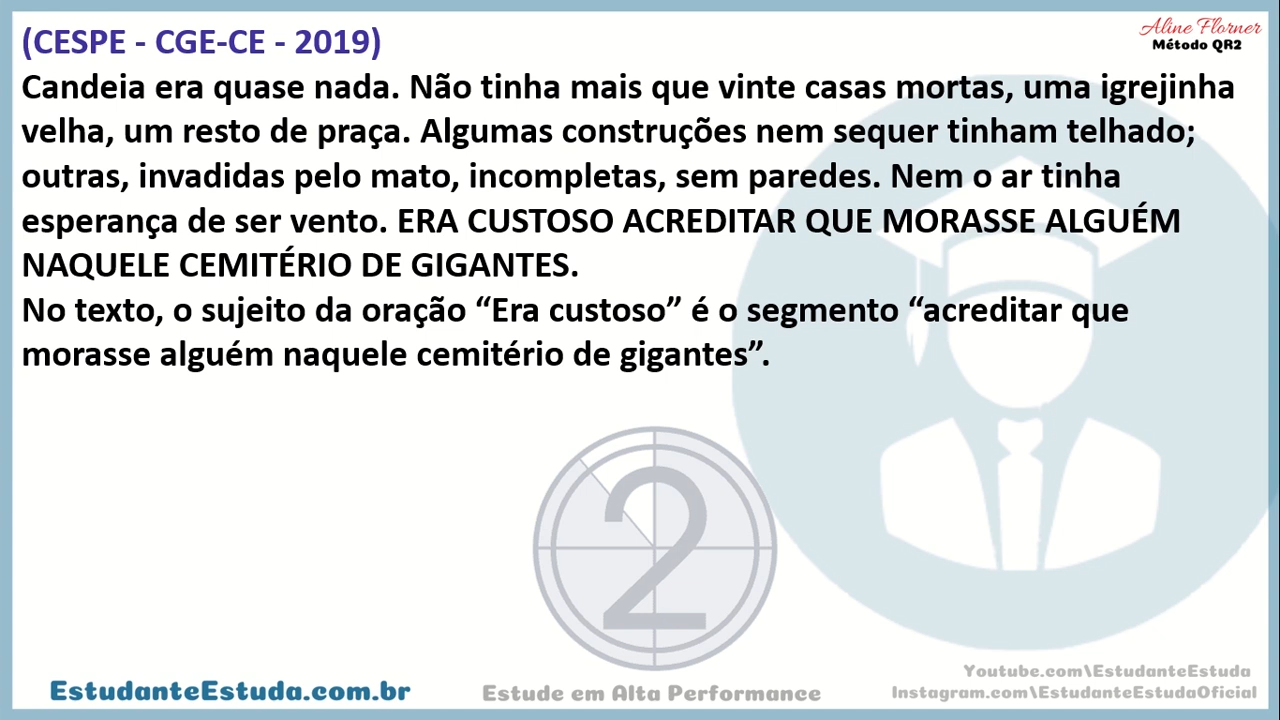 (CESPE - CGE-CE - 2019)
Aline Florner
Método QR2
Candeia era quase nada. Não tinha mais que vinte casas mortas, uma igrejinha
velha, um resto de praça. Algumas construções nem sequer tinham telhado;
outras, invadidas pelo mato, incompletas, sem paredes. Nem o ar tinha
esperança de ser vento. ERA CUSTOSO ACREDITAR QUE MORASSE ALGUÉM
NAQUELE CEMITÉRIO DE GIGANTES.
No texto, o sujeito da oração “Era custoso” é o segmento “acreditar que
morasse alguém naquele cemitério de gigantes”.
2
EstudanteEstuda.com.br
Estude em Alta Performance
Youtube.com\EstudanteEstuda
Instagram.com\EstudanteEstudaOficial